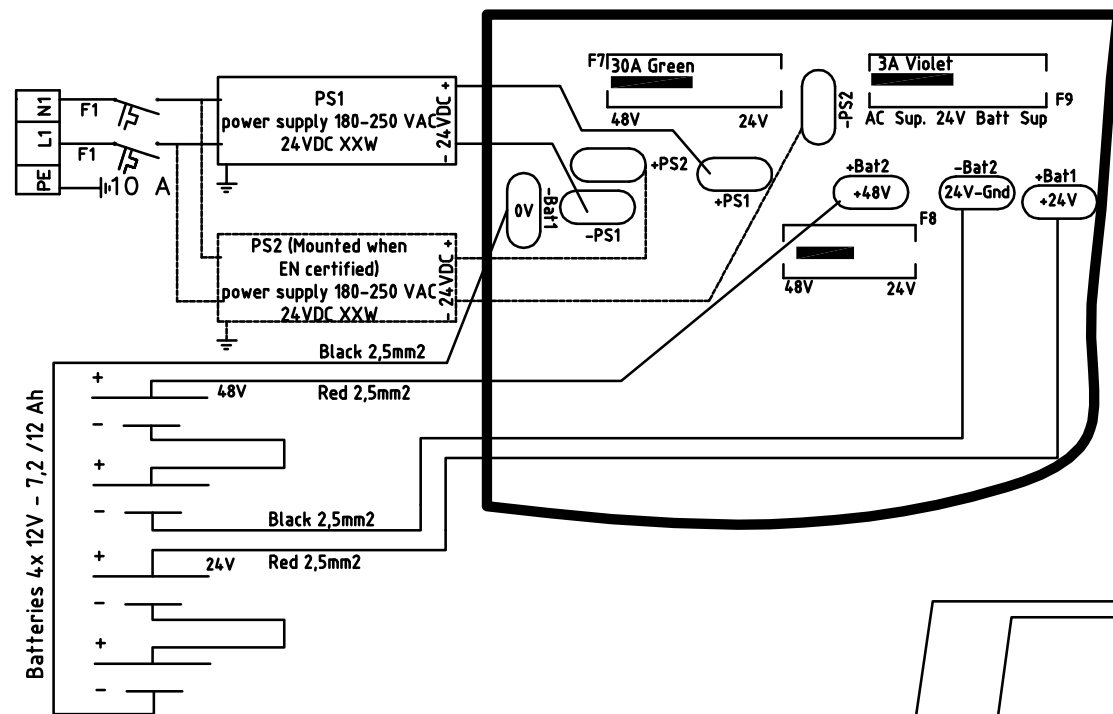 N1
L1
PE
F1
F1
10 A
PS1
power supply 180-250 VAC
24VDC XXW
- 24VDC +
PS2 (Mounted when
EN certified)
power supply 180-250 VAC
24VDC XXW
- 24VDC +
F7
30A Green
48V
24V
-PS2
3A Violet
F9
AC Sup. 24V Batt Sup
+PS2
+PS1
0V
-Bat1
-PS1
+Bat2
+48V
-Bat2
24V-Gnd
+Bat1
+24V
F8
48V
24V
Black 2,5mm2
48V
Red 2,5mm2
Black 2,5mm2
24V
Red 2,5mm2
+
-
+
-
+
-
+
-
Batteries 4x 12V - 7,2 /12 Ah